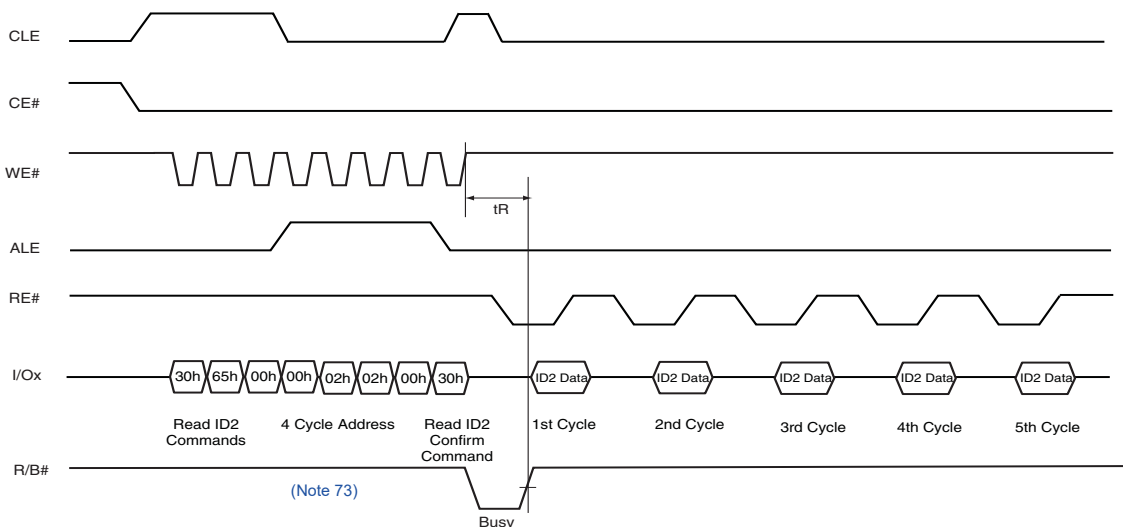 CLE
CE#
WE#
tR
ALE
RE#
I/Ox
30h 65h 00h 00h 02h 02h 00h 30h ID2 Data ID2 Data ID2 Data ID2 Data ID2 Data
Read ID2 Commands
4 Cycle Address
Read ID2 Confirm Command
1st Cycle
2nd Cycle
3rd Cycle
4th Cycle
5th Cycle
R/B#
(Note 73)
Busy